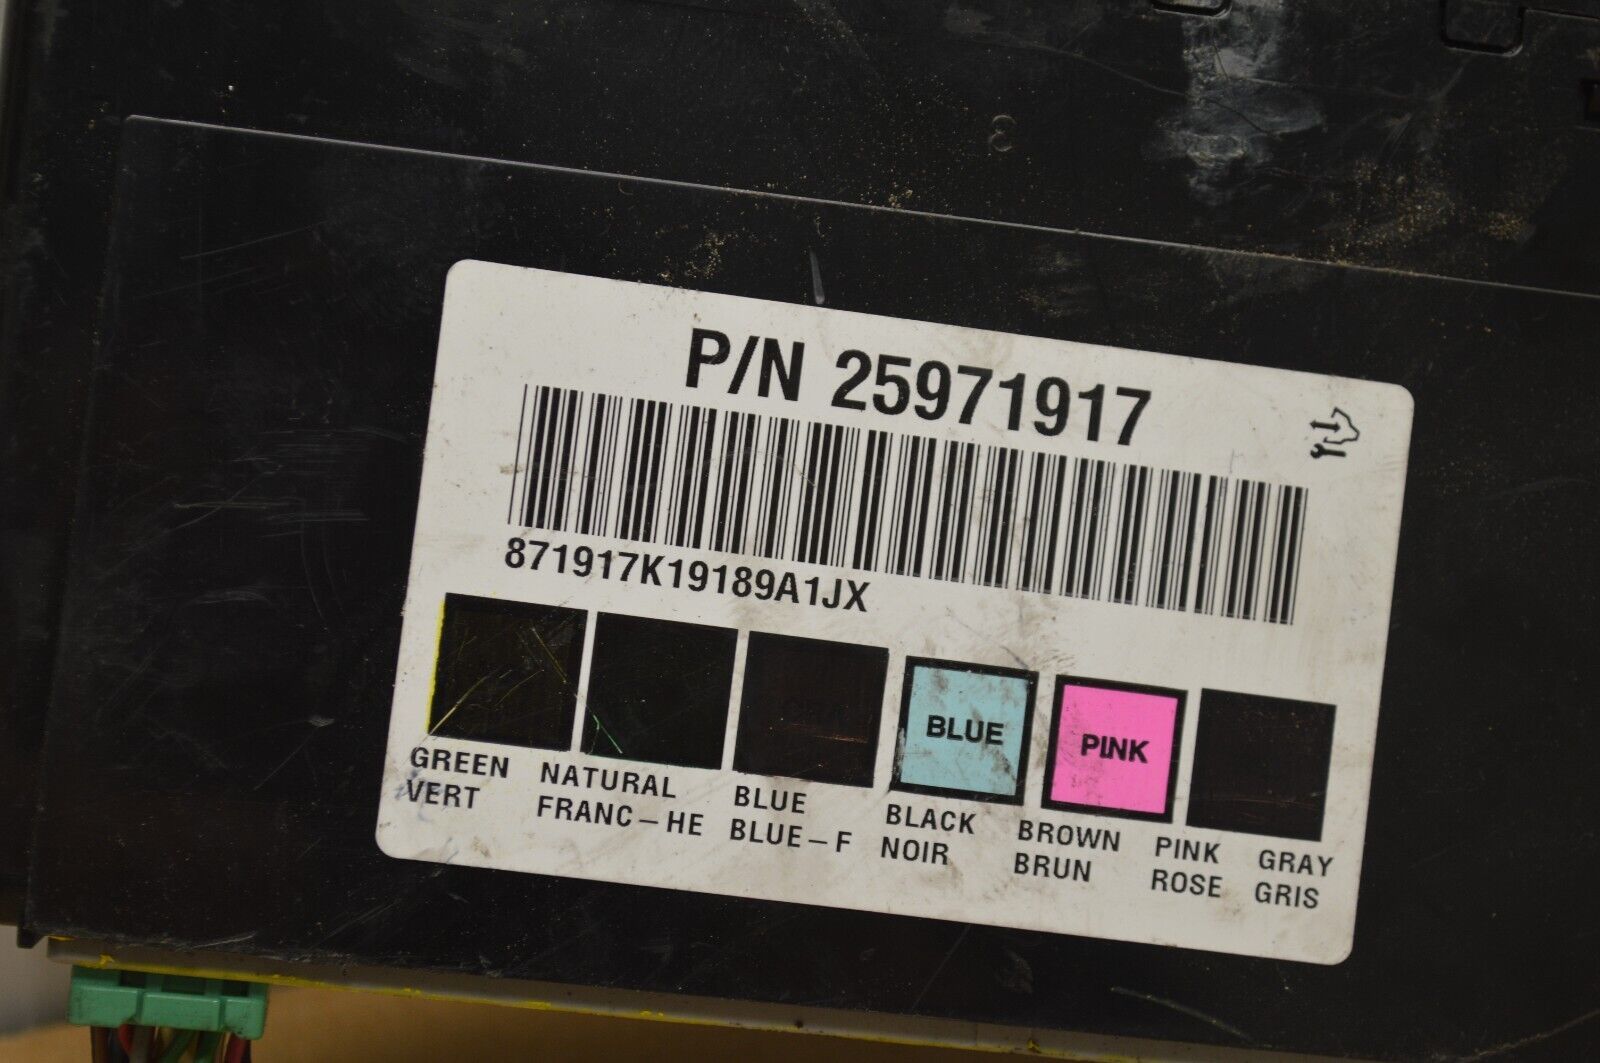 3
P/N 25971917
871917K19189A1JX
BLUE PINK
GREEN NATURAL BLUE BLACK BROWN PINK GRAY
VERT FRANC-HE BLUE-F NOIR BRUN ROSE GRIS